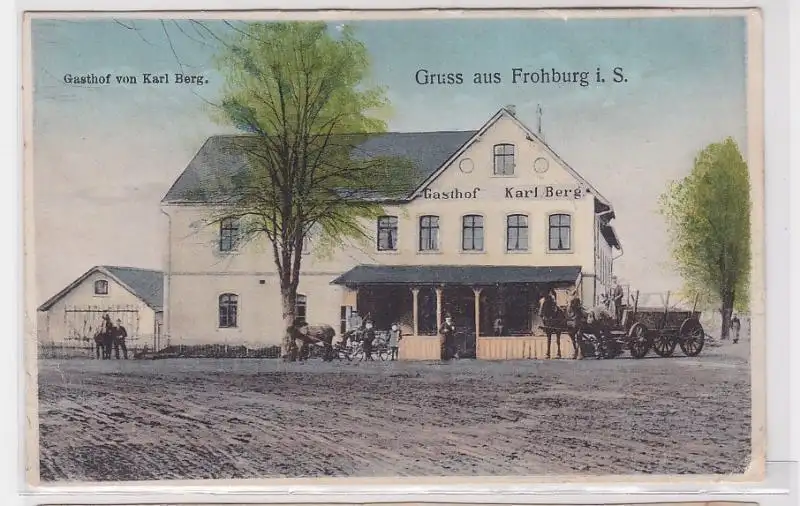 Gasthof von Karl Berg.
Gruss aus Frohburg i. S.
Gasthof Karl Berg.